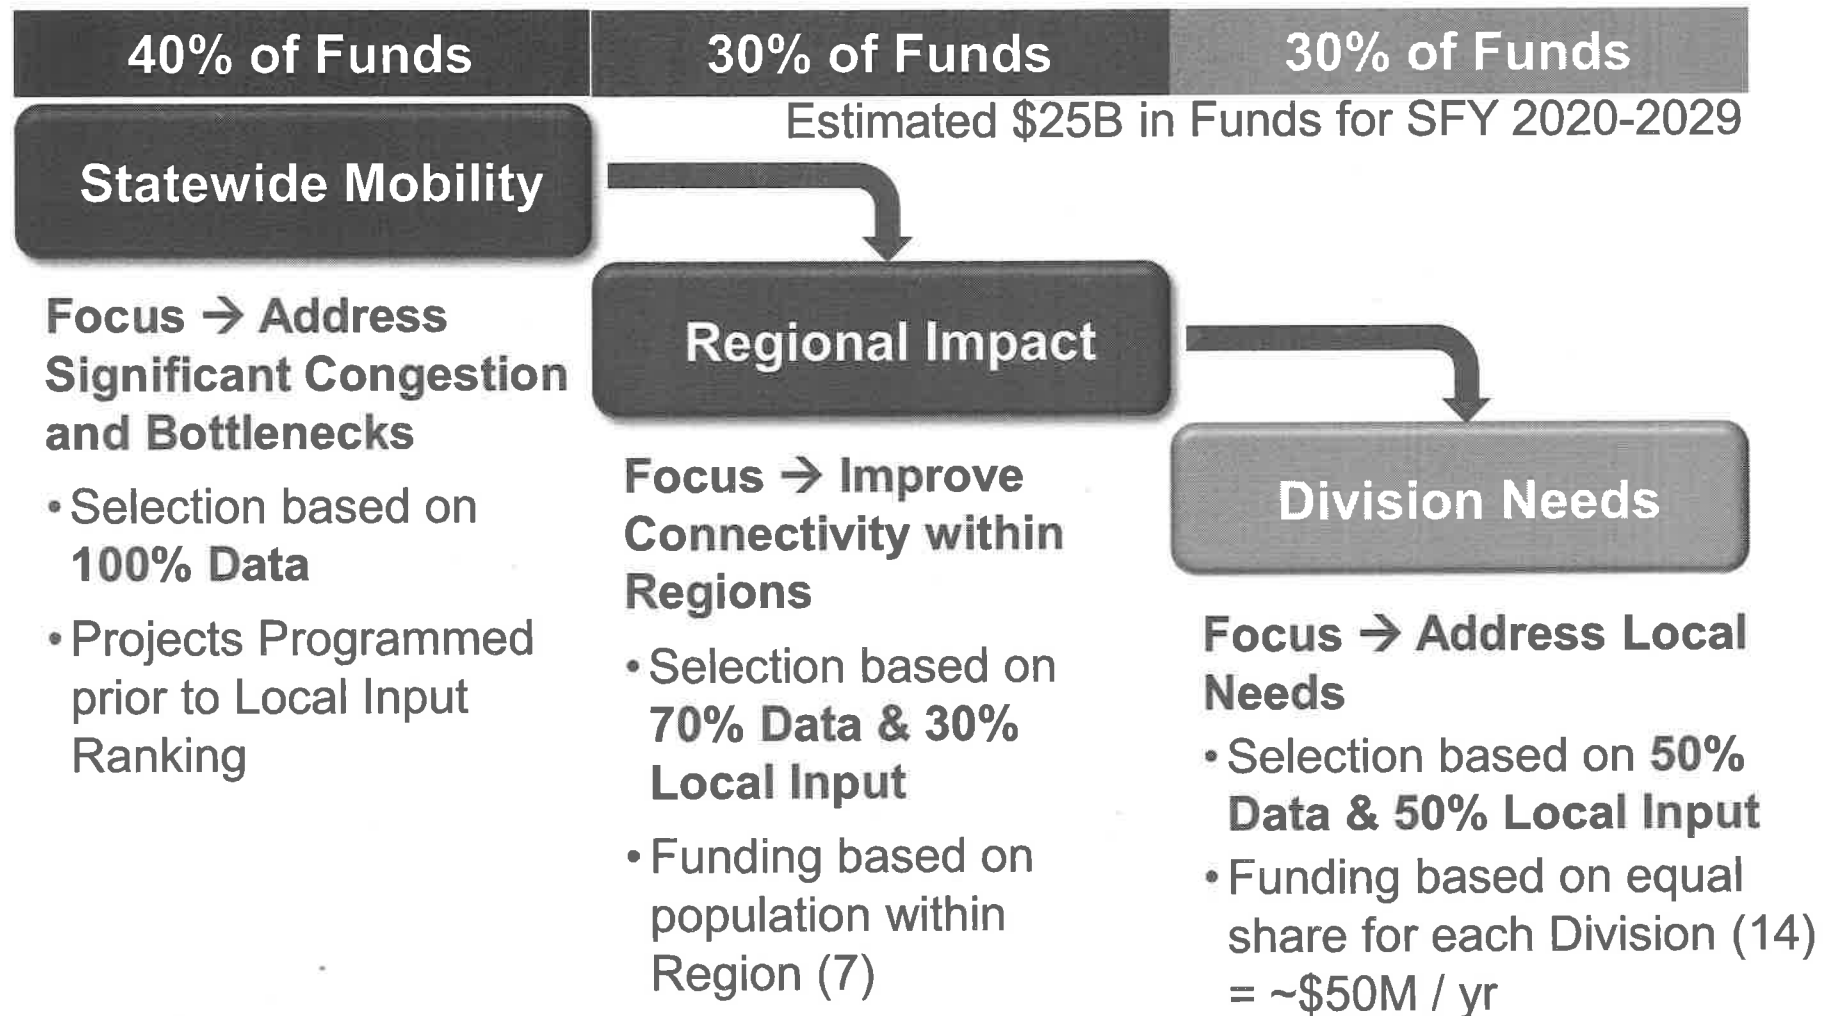 40% of Funds
30% of Funds
30% of Funds
Estimated $25B in Funds for SFY 2020-2029
Statewide Mobility
Focus → Address
Significant Congestion
and Bottlenecks
• Selection based on
100% Data
• Projects Programmed
prior to Local Input
Ranking
Regional Impact
Focus → Improve
Connectivity within
Regions
• Selection based on
70% Data & 30%
Local Input
• Funding based on
population within
Region (7)
Division Needs
Focus → Address Local
Needs
• Selection based on 50%
Data & 50% Local Input
• Funding based on equal
share for each Division (14)
= ~$50M / yr